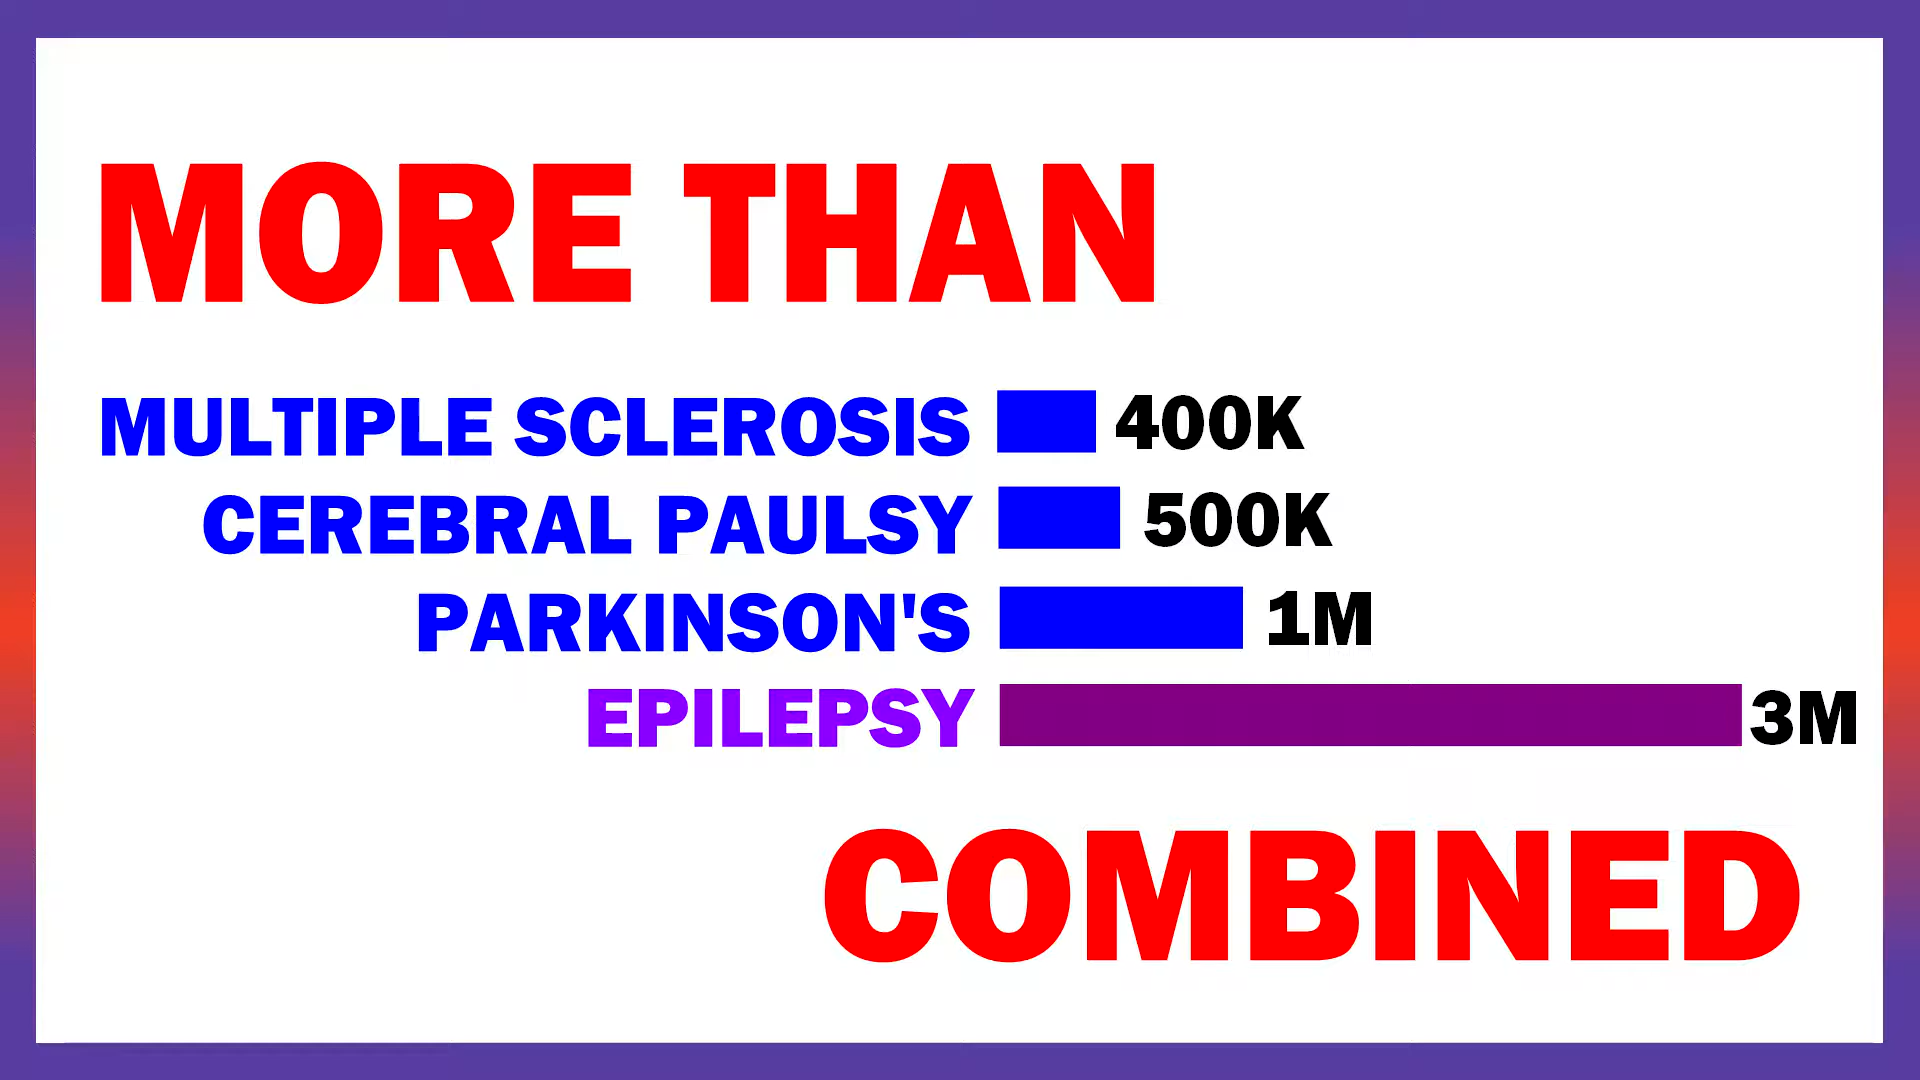 MORE THAN
MULTIPLE SCLEROSIS 400K
CEREBRAL PAULSY 500K
PARKINSON'S 1M
EPILEPSY 3M
COMBINED